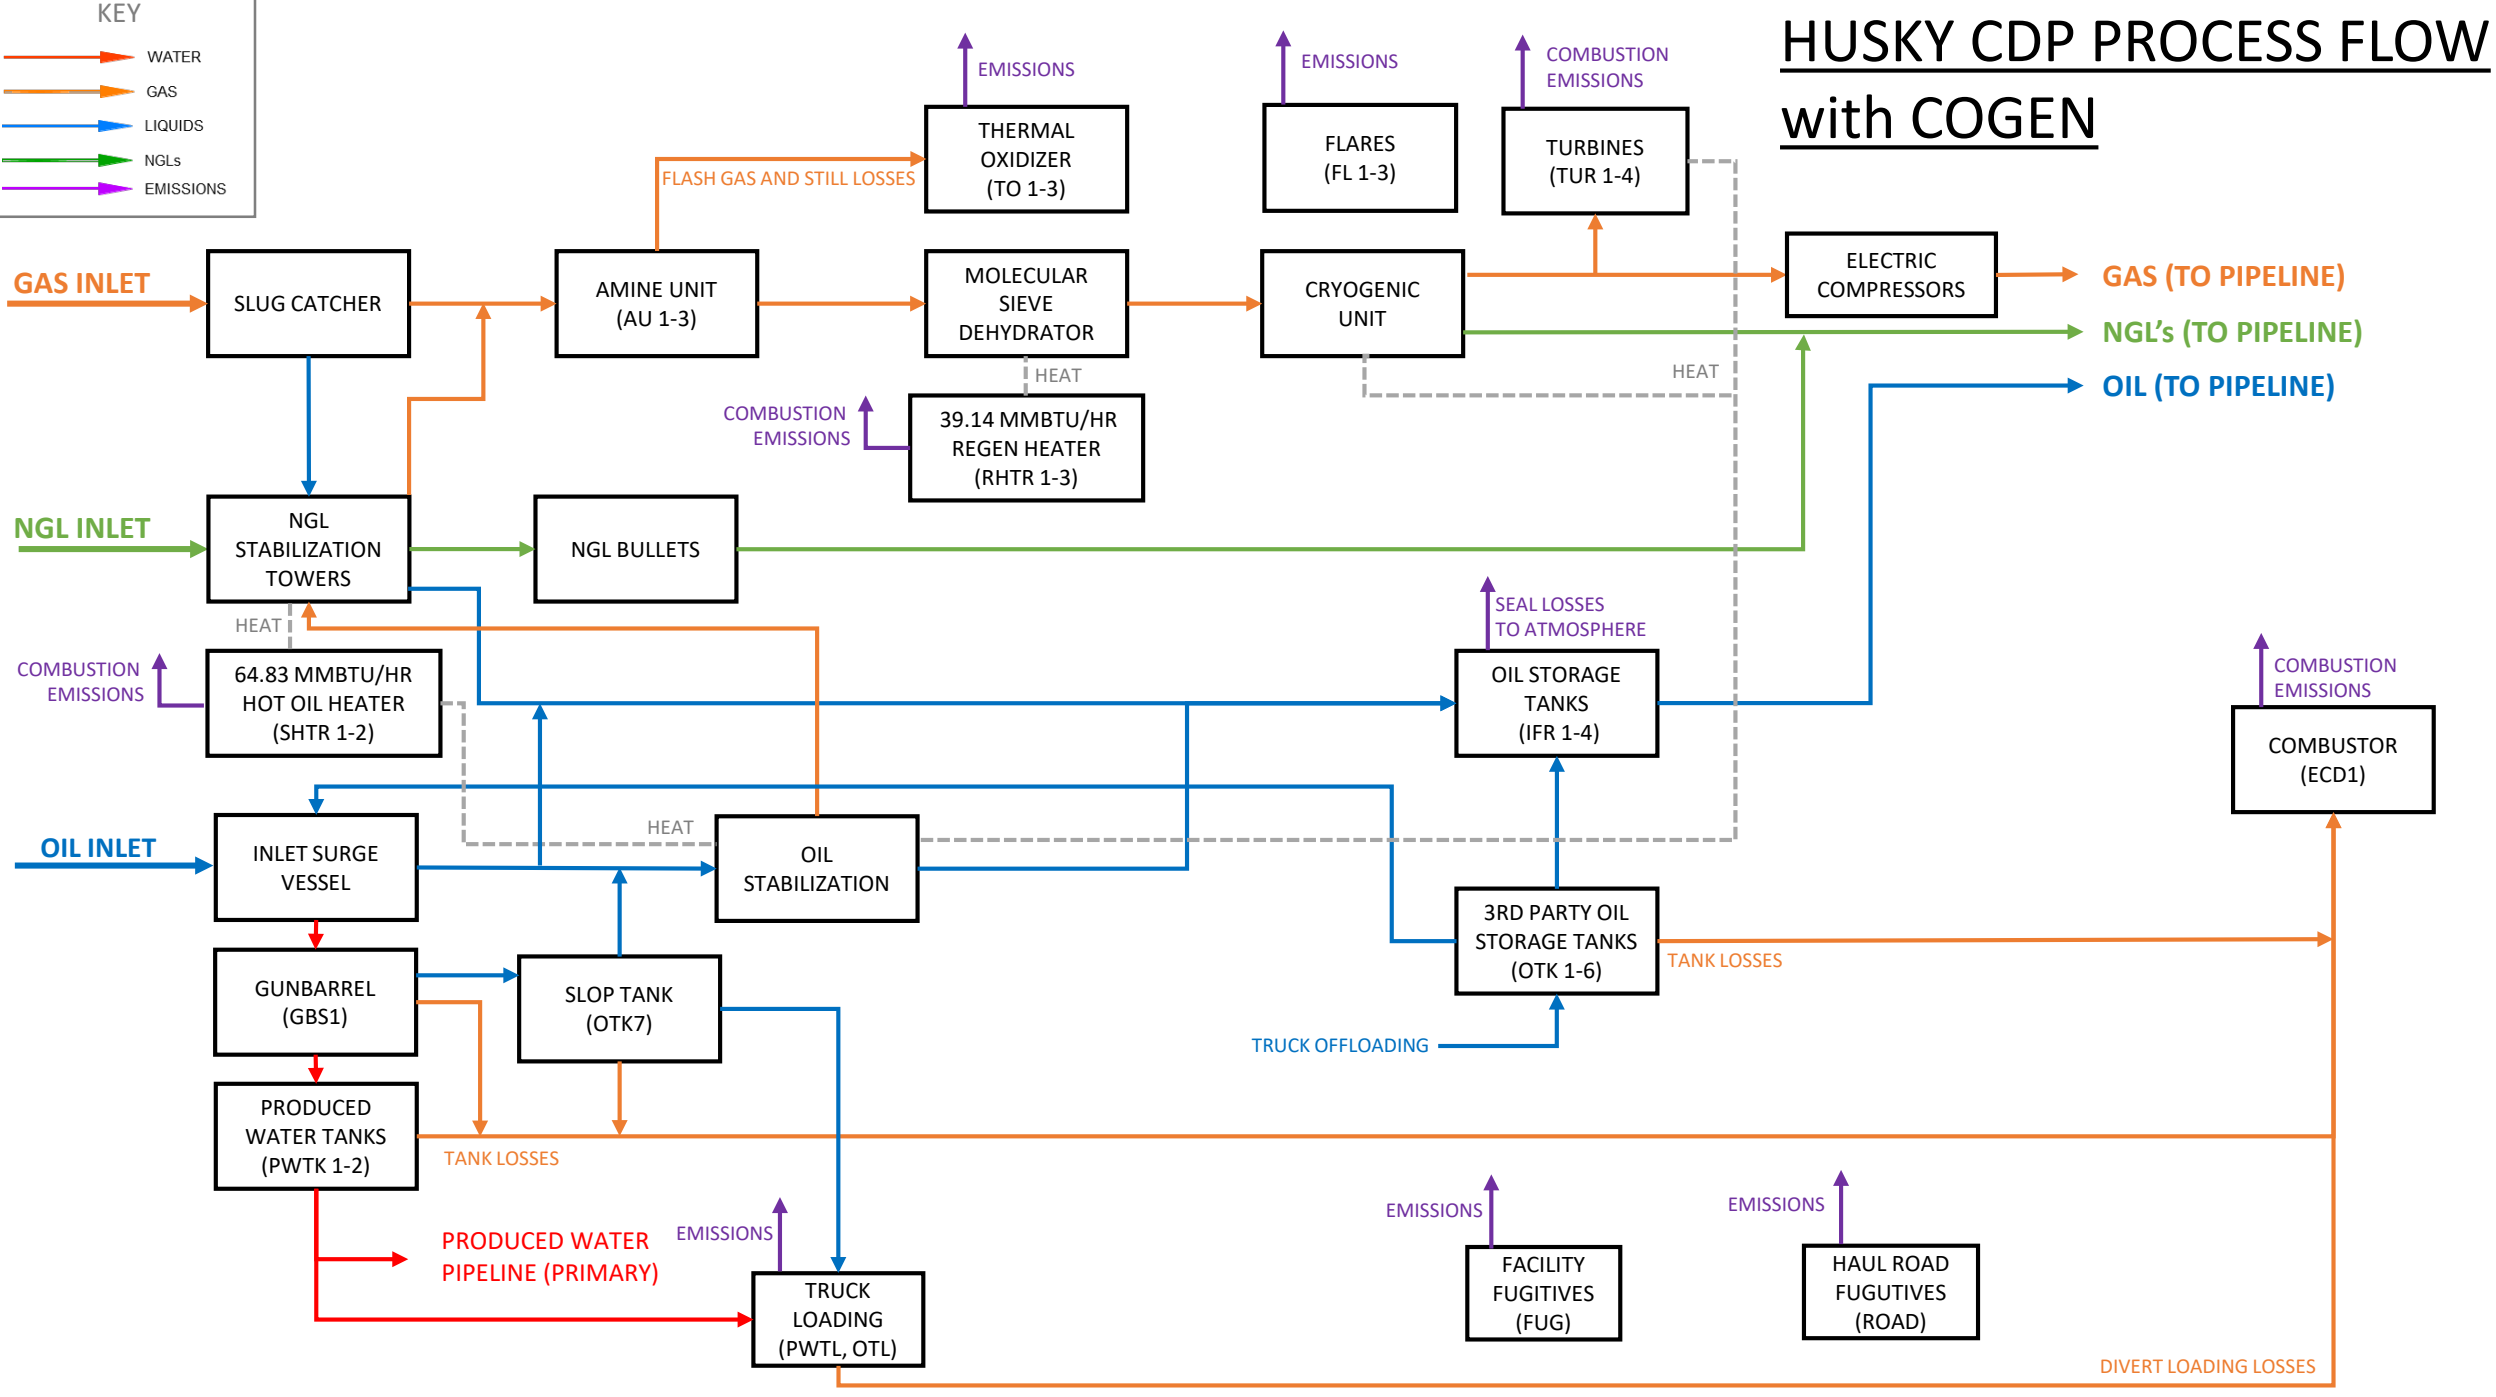 KEY
WATER
GAS
LIQUIDS
NGLs
EMISSIONS
HUSKY CDP PROCESS FLOW
with COGEN
EMISSIONS
EMISSIONS
COMBUSTION
EMISSIONS
THERMAL
OXIDIZER
(TO 1-3)
FLARES
(FL 1-3)
TURBINES
(TUR 1-4)
FLASH GAS AND STILL LOSSES
GAS INLET
SLUG CATCHER
AMINE UNIT
(AU 1-3)
MOLECULAR
SIEVE
DEHYDRATOR
CRYOGENIC
UNIT
ELECTRIC
COMPRESSORS
GAS (TO PIPELINE)
NGL's (TO PIPELINE)
OIL (TO PIPELINE)
HEAT
HEAT
COMBUSTION
EMISSIONS
39.14 MMBTU/HR
REGEN HEATER
(RHTR 1-3)
NGL INLET
NGL
STABILIZATION
TOWERS
NGL BULLETS
HEAT
SEAL LOSSES
TO ATMOSPHERE
COMBUSTION
EMISSIONS
64.83 MMBTU/HR
HOT OIL HEATER
(SHTR 1-2)
OIL STORAGE
TANKS
(IFR 1-4)
COMBUSTION
EMISSIONS
COMBUSTOR
(ECD1)
OIL INLET
INLET SURGE
VESSEL
HEAT
OIL
STABILIZATION
3RD PARTY OIL
STORAGE TANKS
(OTK 1-6)
TANK LOSSES
GUNBARREL
(GBS1)
SLOP TANK
(OTK7)
TRUCK OFFLOADING
PRODUCED
WATER TANKS
(PWTK 1-2)
TANK LOSSES
PRODUCED WATER
PIPELINE (PRIMARY)
EMISSIONS
TRUCK
LOADING
(PWTL, OTL)
EMISSIONS
FACILITY
FUGITIVES
(FUG)
EMISSIONS
HAUL ROAD
FUGUTIVES
(ROAD)
DIVERT LOADING LOSSES